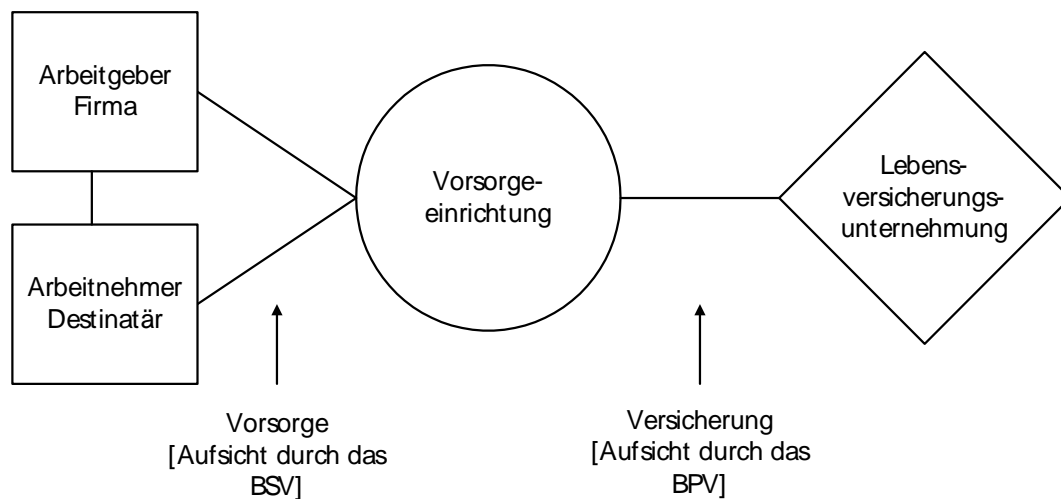 Arbeitgeber
Firma
Arbeitnehmer
Destinatär
Vorsorge-
einrichtung
Lebens-
versicherungs-
unternehmung
Vorsorge
[Aufsicht durch das
BSV]
Versicherung
[Aufsicht durch das
BPV]